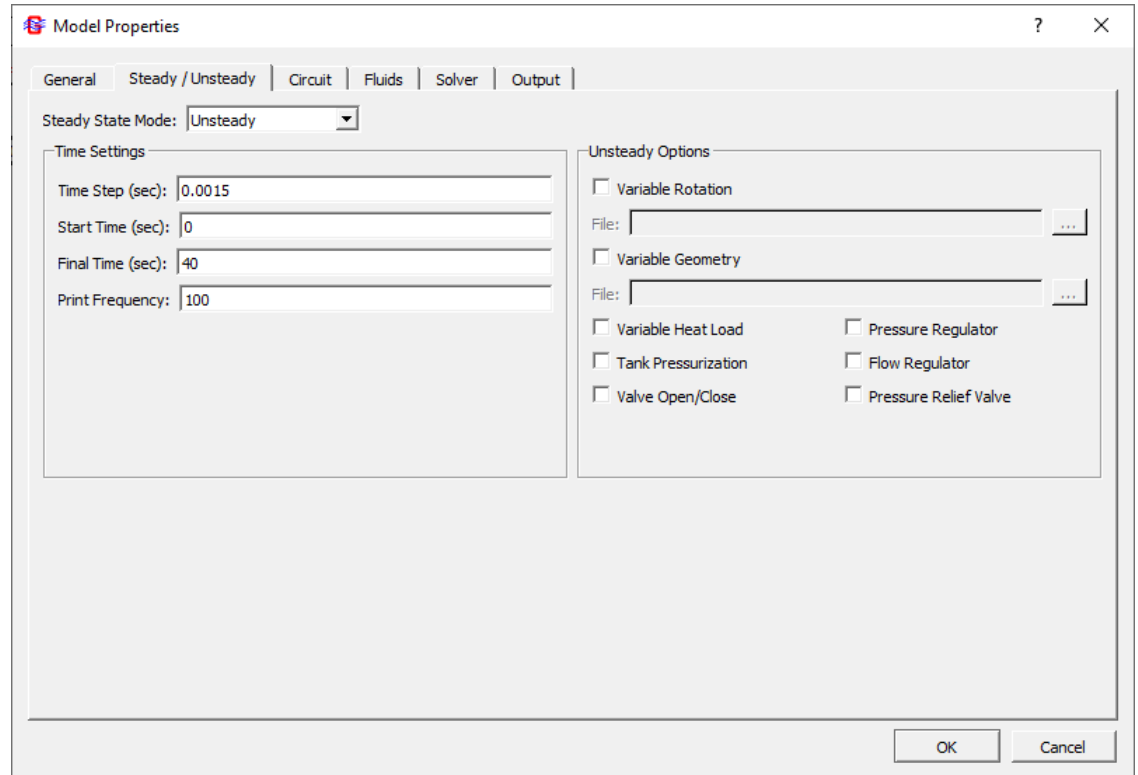 Model Properties
? X
General Steady / Unsteady Circuit Fluids Solver Output
Steady State Mode: Unsteady
Time Settings
Time Step (sec): 0.0015
Start Time (sec): 0
Final Time (sec): 40
Print Frequency: 100
Unsteady Options
Variable Rotation
File: ...
Variable Geometry
File: ...
Variable Heat Load Pressure Regulator
Tank Pressurization Flow Regulator
Valve Open/Close Pressure Relief Valve
OK Cancel